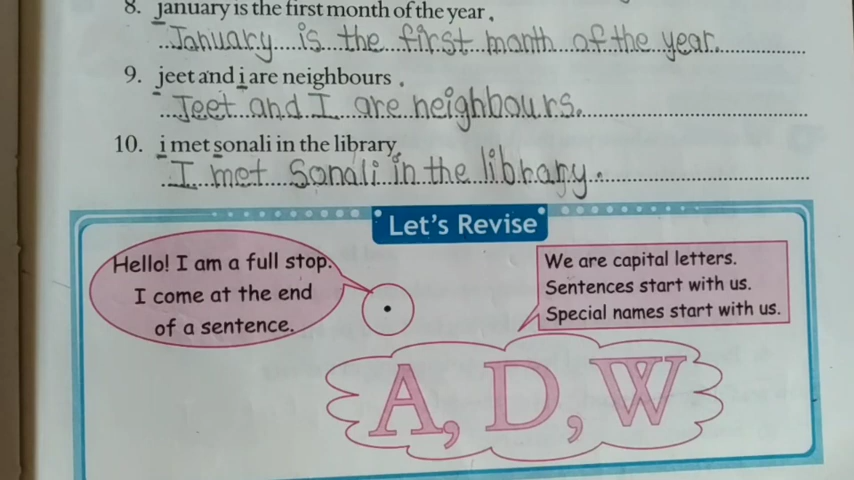 8. january is the first month of the year.
January is the first month of the year.
9. jeet and i are neighbours.
Jeet and I are neighbours.
10. i met sonali in the library.
I met Sonali in the library.
Let's Revise
Hello! I am a full stop.
I come at the end
of a sentence.
We are capital letters.
Sentences start with us.
Special names start with us.
A, D, W